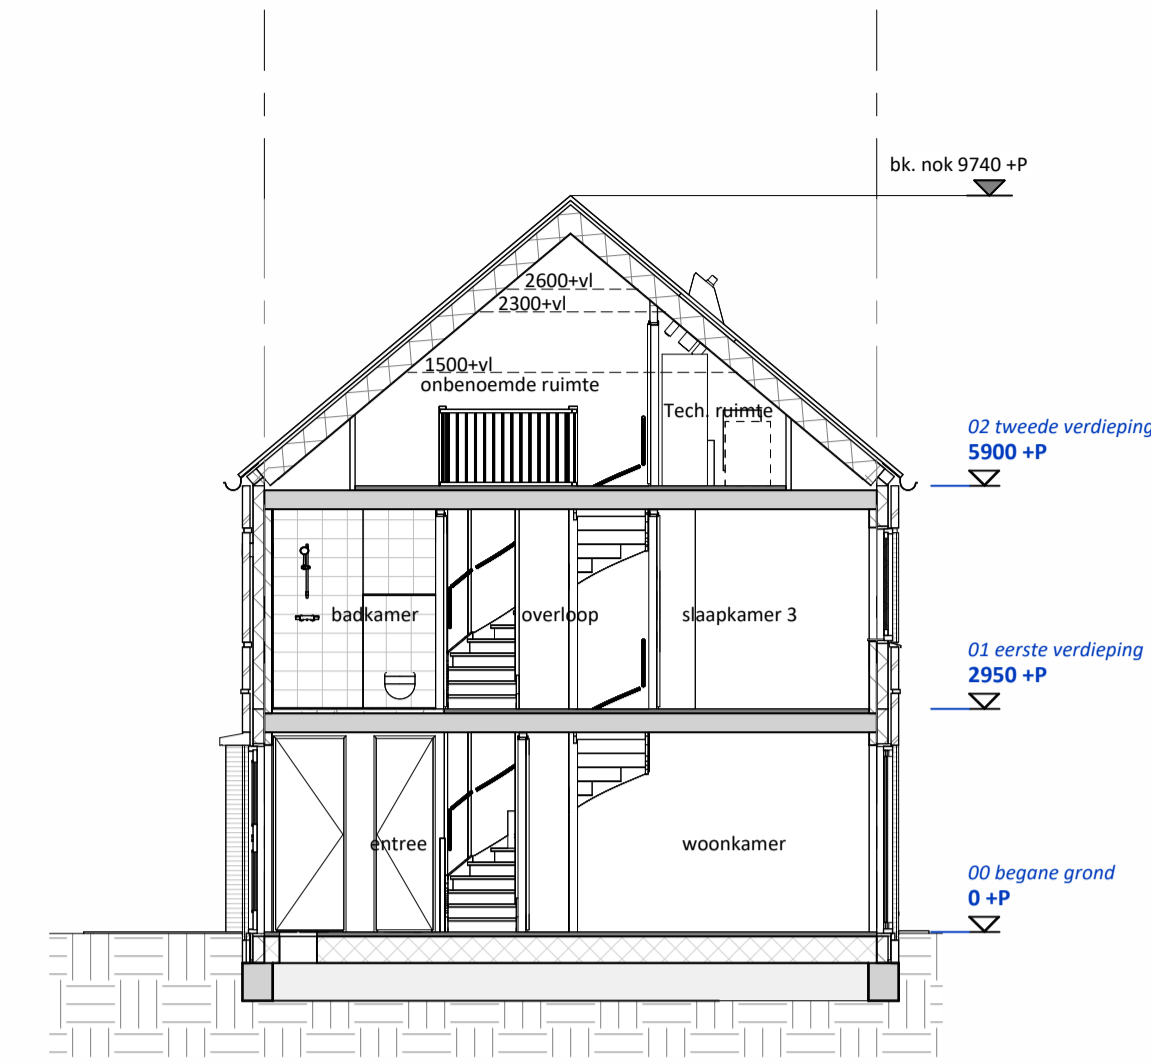 bk. nok 9740 +P
2600+vl
2300+vl
1500+vl
onbenoemde ruimte
Tech. ruimte
02 tweede verdieping
5900 +P
badkamer
overloop
slaapkamer 3
01 eerste verdieping
2950 +P
entree
woonkamer
00 begane grond
0 +P